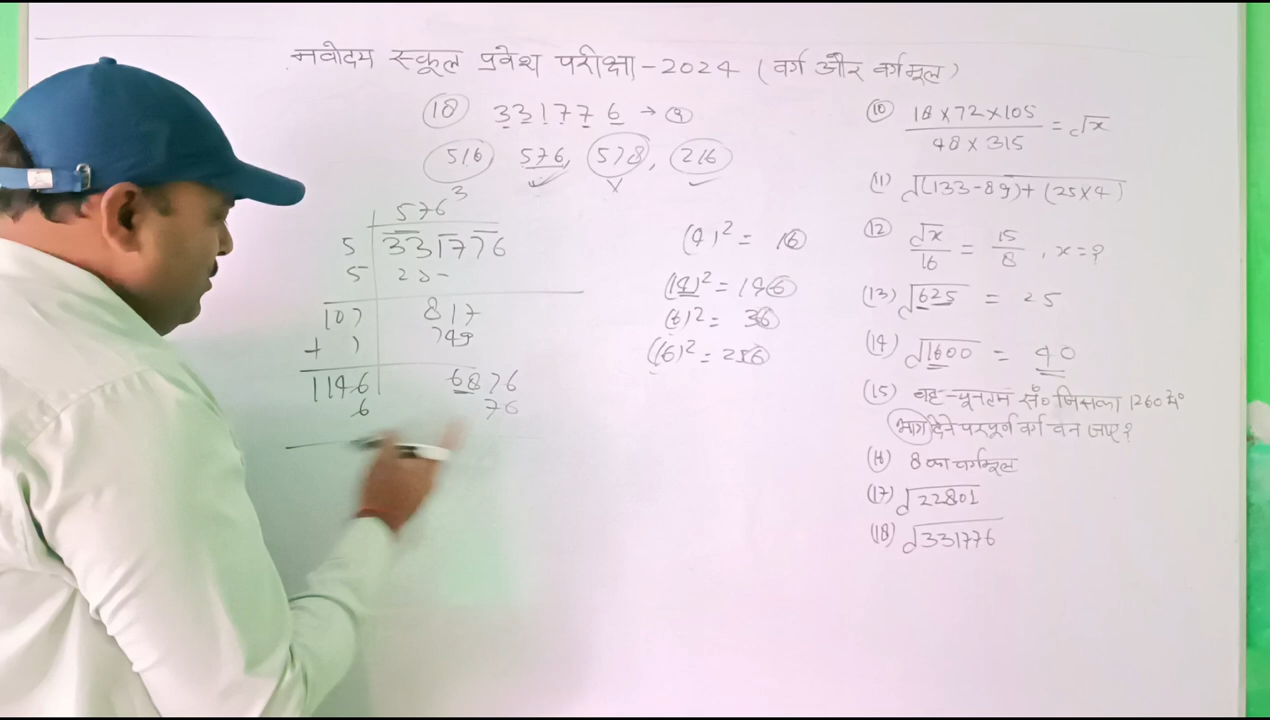 नवोदय स्कूल प्रवेश परीक्षा - 2024 ( वर्ग और वर्गमूल )
(18) 331776 → (9)
516, 576, 578, 216
576
5 331776
5 25
107 817
+ 7 749
1146 6876
6 76
(4)² = 16
(14)² = 196
(6)² = 36
(16)² = 256
(10) 18 × 72 × 105 / 48 × 315 = √x
(11) √(133-89) + (25×4)
(12) √x / 16 = 15 / 8 , x = ?
(13) √625 = 25
(14) √1600 = 40
(15) वह न्यूनतम सं० जिसका 1260 में०
भाग देने पर पूर्ण वर्ग बन जाए ?
(16) 8 का वर्गमूल
(17) √22801
(18) √331776